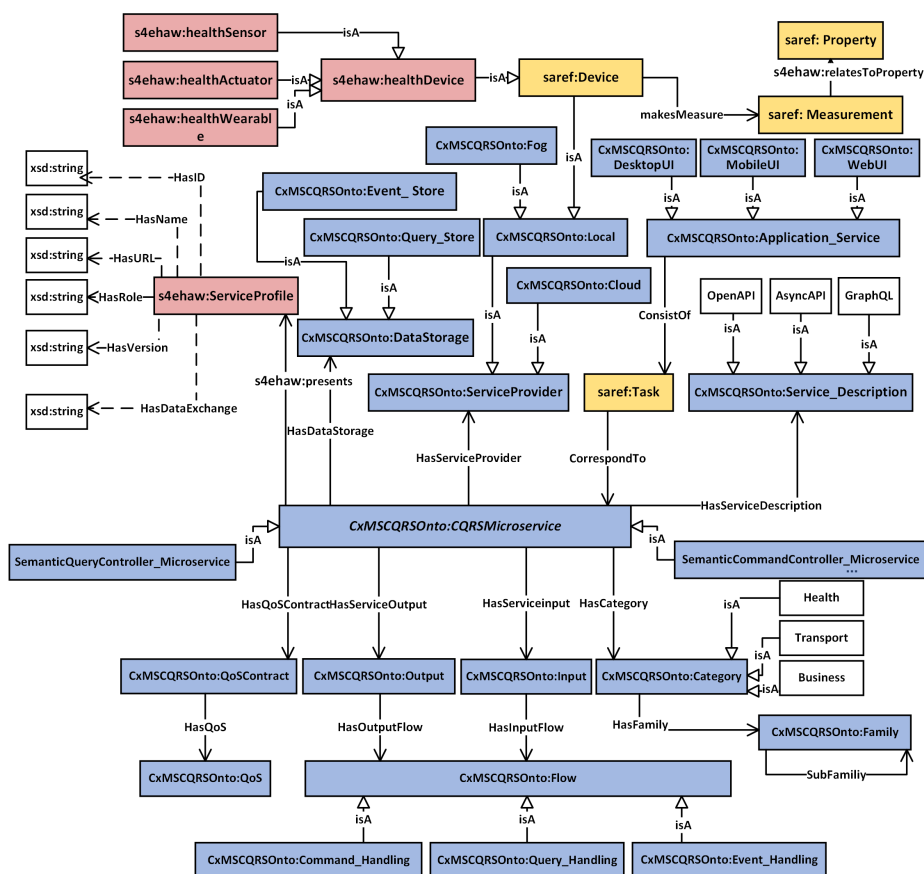 s4ehaw:healthSensor
isA
saref: Property
s4ehaw:healthActuator
isA
s4ehaw:healthDevice
isA
saref:Device
s4ehaw:relatesToProperty
isA
s4ehaw:healthWearabl
e
makesMeasure
saref: Measurement
CxMSCQRSOnto:Fog
CxMSCQRSOnto:
DesktopUI
CxMSCQRSOnto:
MobileUI
CxMSCQRSOnto:
WebUI
xsd:string
HasID
CxMSCQRSOnto:Event_ Store
isA
isA
isA
isA
isA
xsd:string
HasName
CxMSCQRSOnto:Query_Store
CxMSCQRSOnto:Local
CxMSCQRSOnto:Application_Service
xsd:string
HasURL
isA
isA
CxMSCQRSOnto:Cloud
OpenAPI
AsyncAPI
GraphQL
xsd:string
HasRole
s4ehaw:ServiceProfile
ConsistOf
isA
isA
isA
isA
isA
xsd:string
HasVersion
CxMSCQRSOnto:DataStorage
s4ehaw:presents
CxMSCQRSOnto:ServiceProvider
saref:Task
CxMSCQRSOnto:Service_Description
xsd:string
HasDataExchange
HasDataStorage
HasServiceProvider
CorrespondTo
HasServiceDescription
CxMSCQRSOnto:CQRSMicroservice
isA
isA
SemanticQueryController_Microservice
SemanticCommandController_Microservice
...
HasQoSContract
HasServiceOutput
HasServiceinput
HasCategory
isA
Health
Transport
isA
CxMSCQRSOnto:QoSContract
CxMSCQRSOnto:Output
CxMSCQRSOnto:Input
CxMSCQRSOnto:Category
isA
Business
HasQoS
HasOutputFlow
HasInputFlow
HasFamily
CxMSCQRSOnto:Family
CxMSCQRSOnto:QoS
CxMSCQRSOnto:Flow
SubFamiliy
isA
isA
isA
CxMSCQRSOnto:Command_Handling
CxMSCQRSOnto:Query_Handling
CxMSCQRSOnto:Event_Handling